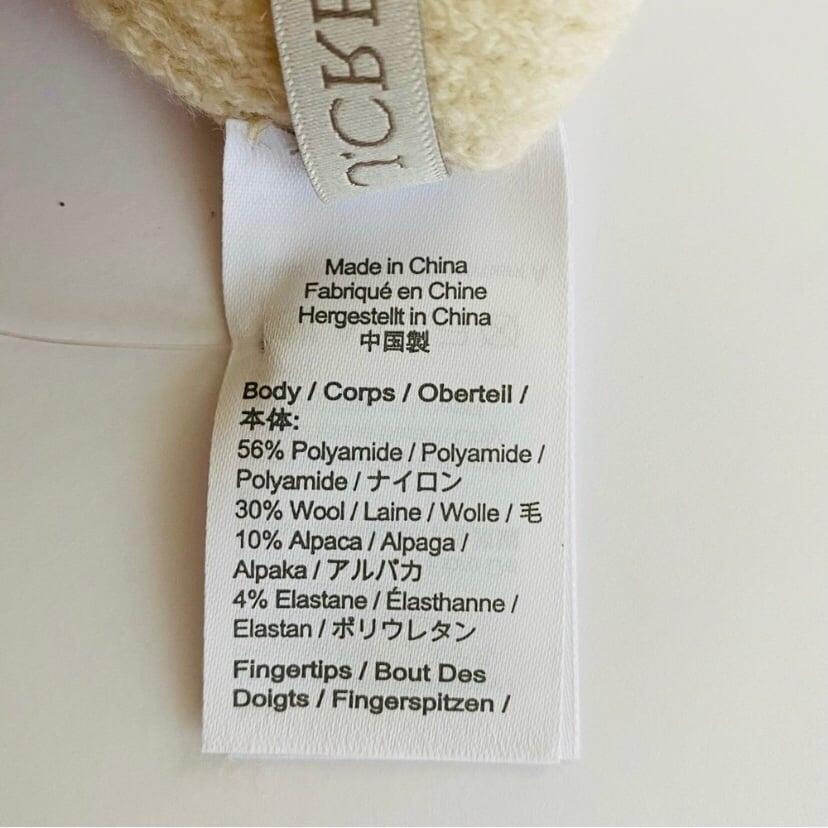 Made in China
Fabriqué en Chine
Hergestellt in China
中国製
Body / Corps / Oberteil /
本体:
56% Polyamide / Polyamide /
Polyamide / ナイロン
30% Wool / Laine / Wolle / 毛
10% Alpaca / Alpaga /
Alpaka / アルパカ
4% Elastane / Élasthanne /
Elastan / ポリウレタン
Fingertips / Bout Des
Doigts / Fingerspitzen /